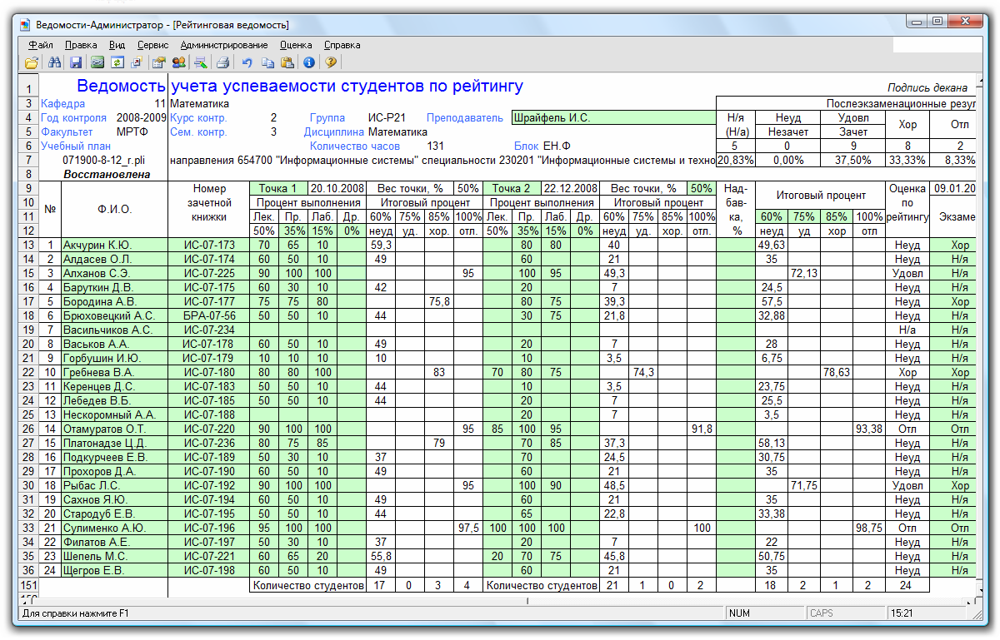 Ведомости-Администратор - [Рейтинговая ведомость]
Файл Правка Вид Сервис Администрирование Оценка Справка
1 Ведомость учета успеваемости студентов по рейтингу Подпись декана
3 Кафедра 11 Математика Послеэкзаменационные резул
4 Год контроля 2008-2009 Курс контр. 2 Группа ИС-Р21 Преподаватель Шрайфель И.С. Н/я Неуд Удовл Хор Отл
5 Факультет МРТФ Сем. контр. 3 Дисциплина Математика (Н/а) Незачет Зачет
6 Учебный план Количество часов 131 Блок ЕН.Ф 5 0 9 8 2
7 071900-8-12_r.pli направления 654700 "Информационные системы" специальности 230201 "Информационные системы и техно 20,83% 0,00% 37,50% 33,33% 8,33%
8 Восстановлена
9 № Ф.И.О. Номер зачетной книжки Точка 1 20.10.2008 Вес точки, % 50% Точка 2 22.12.2008 Вес точки, % 50% Над-бав-ка, % Итоговый процент Оценка по рейтингу 09.01.20
10 Процент выполнения Итоговый процент Процент выполнения Итоговый процент
11 Лек. Пр. Лаб. Др. 60% 75% 85% 100% Лек. Пр. Лаб. Др. 60% 75% 85% 100% 60% 75% 85% 100% Экзаме
12 50% 35% 15% 0% неуд уд. хор. отл. 50% 35% 15% 0% неуд уд. хор. отл. неуд уд хор отл
13 1 Акчурин К.Ю. ИС-07-173 70 65 10 59,3 80 80 40 49,63 Неуд Хор
14 2 Алдасев О.Л. ИС-07-174 60 50 10 49 60 21 35 Неуд Н/я
15 3 Алханов С.Э. ИС-07-225 90 100 100 95 100 95 49,3 72,13 Удовл Н/я
16 4 Баруткин Д.В. ИС-07-175 60 30 10 42 20 7 24,5 Неуд Н/я
17 5 Бородина А.В. ИС-07-177 75 75 80 75,8 80 75 39,3 57,5 Неуд Хор
18 6 Брюховецкий А.С. БРА-07-56 50 50 10 44 30 75 21,8 32,88 Неуд Н/я
19 7 Васильчиков А.С. ИС-07-234 Н/а Н/я
20 8 Васьков А.А. ИС-07-178 60 50 10 49 20 7 28 Неуд Н/я
21 9 Горбушин И.Ю. ИС-07-179 10 10 10 10 10 3,5 6,75 Неуд Н/я
22 10 Гребнева В.А. ИС-07-180 80 80 100 83 70 80 75 74,3 78,63 Хор Хор
23 11 Керенцев Д.С. ИС-07-183 50 50 10 44 10 3,5 23,75 Неуд Н/я
24 12 Лебедев В.Б. ИС-07-185 50 50 10 44 20 7 25,5 Неуд Н/я
25 13 Нескоромный А.А. ИС-07-188 20 7 3,5 Неуд Н/я
26 14 Отамуратов О.Т. ИС-07-220 90 100 100 95 85 100 95 91,8 93,38 Отл Отл
27 15 Платонадзе Ц.Д. ИС-07-236 80 75 85 79 70 85 37,3 58,13 Неуд Н/я
28 16 Подкурчеев Е.В. ИС-07-189 50 30 10 37 70 24,5 30,75 Неуд Н/я
29 17 Прохоров Д.А. ИС-07-190 60 50 10 49 60 21 35 Неуд Н/я
30 18 Рыбас Л.С. ИС-07-192 90 100 100 95 100 90 48,5 71,75 Удовл Хор
31 19 Сахнов Я.Ю. ИС-07-194 60 50 10 49 60 21 35 Неуд Н/я
32 20 Стародуб Е.В. ИС-07-195 50 50 10 44 65 22,8 33,38 Неуд Н/я
33 21 Сулименко А.Ю. ИС-07-196 95 100 100 97,5 100 100 100 100 98,75 Отл Отл
34 22 Филатов А.Е. ИС-07-197 50 30 10 37 20 7 22 Неуд Н/я
35 23 Шепель М.С. ИС-07-221 60 65 20 55,8 20 70 75 45,8 50,75 Неуд Н/я
36 24 Щегров Е.В. ИС-07-198 60 50 10 49 60 21 35 Неуд Н/я
151 Количество студентов 17 0 3 4 Количество студентов 21 1 0 2 18 2 1 2 24
Для справки нажмите F1 NUM CAPS 15:21